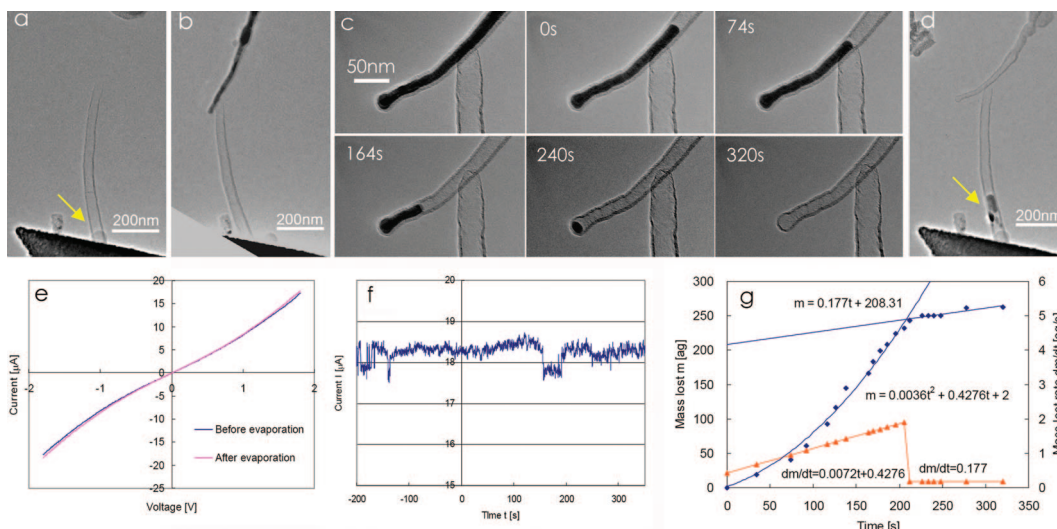 a
b
c
0s
74s
d
50nm
164s
240s
320s
200nm
200nm
200nm
e
20
15
10
5
0
-5
-10
-15
-20
-25
-2
-1
0
1
2
Current [μA]
Voltage [V]
Before evaporation
After evaporation
f
20
19
18
17
16
15
-200
-100
0
100
200
300
Current I [μA]
Time t [s]
g
300
250
200
150
100
50
0
6
5
4
3
2
1
0
0
50
100
150
200
250
300
350
Mass lost m [ag]
Time [s]
m = 0.177t + 208.31
m = 0.0036t² + 0.4276t + 2
dm/dt=0.0072t+0.4276
dm/dt=0.177